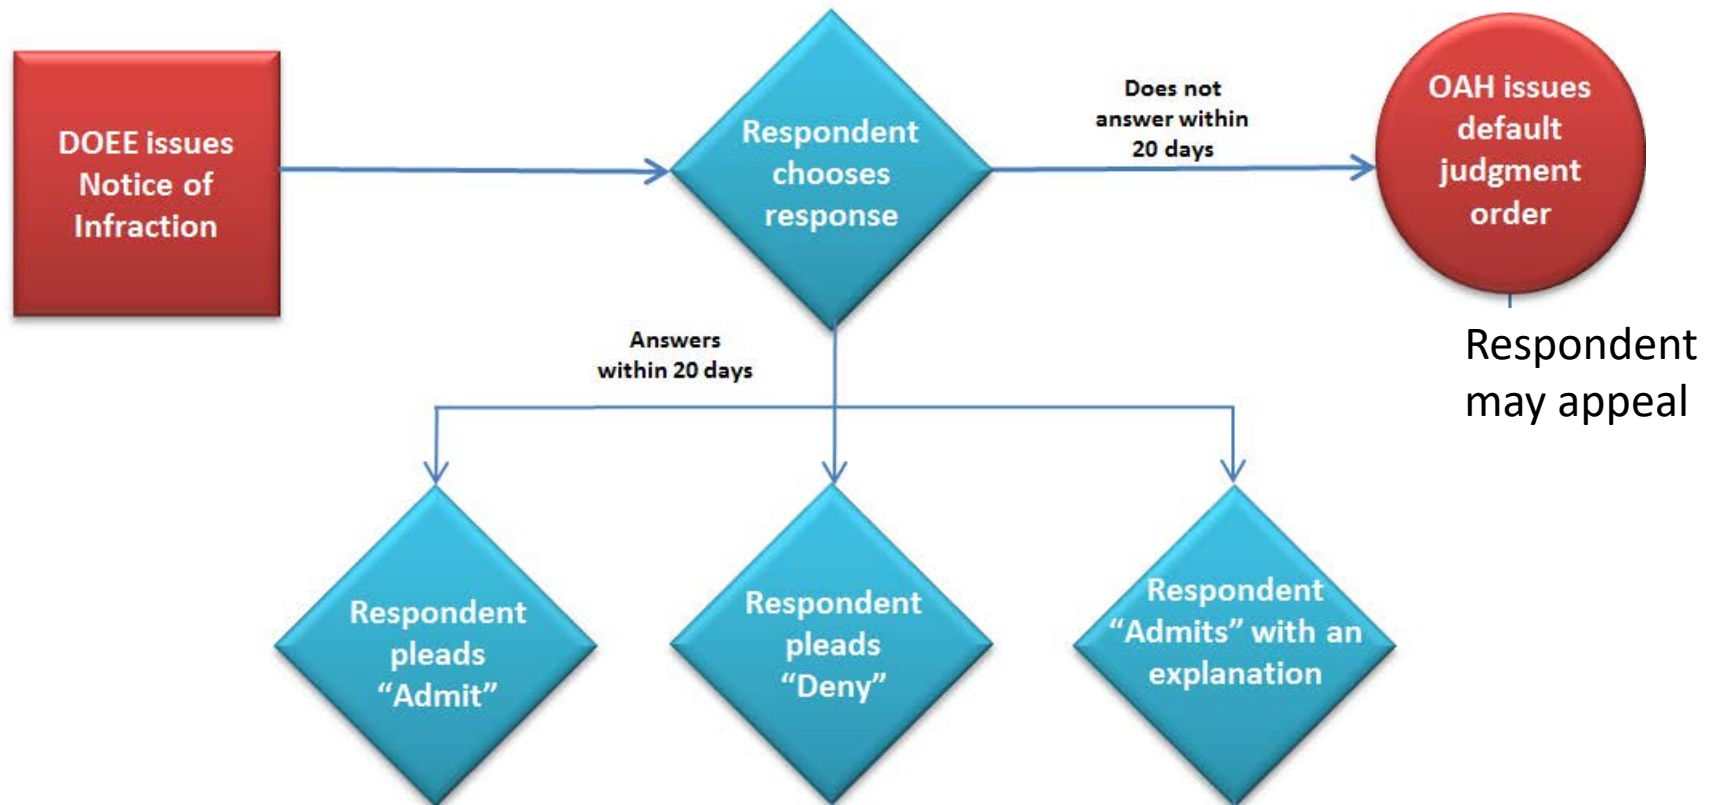 DOEE issues
Notice of
Infraction
Respondent
chooses
response
Does not
answer within
20 days
OAH issues
default
judgment
order
Respondent
may appeal
Answers
within 20 days
Respondent
pleads
“Admit”
Respondent
pleads
“Deny”
Respondent
“Admits” with an
explanation